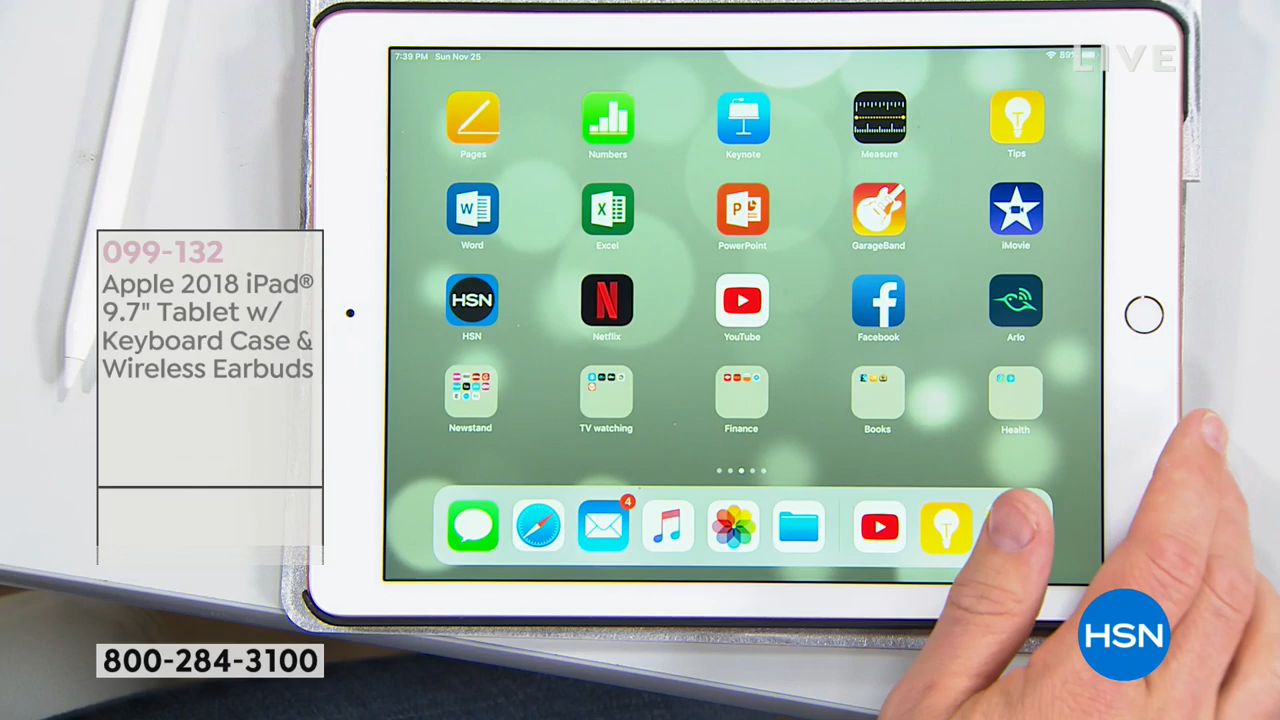 7:39 PM Sun Nov 25
89%
LIVE
Pages
Numbers
Keynote
Measure
Tips
W
X
P
Word
Excel
PowerPoint
GarageBand
iMovie
HSN
N
f
HSN
Netflix
YouTube
Facebook
Arlo
Newstand
TV watching
Finance
Books
Health
4
099-132
Apple 2018 iPad®
9.7" Tablet w/
Keyboard Case &
Wireless Earbuds
800-284-3100
HSN